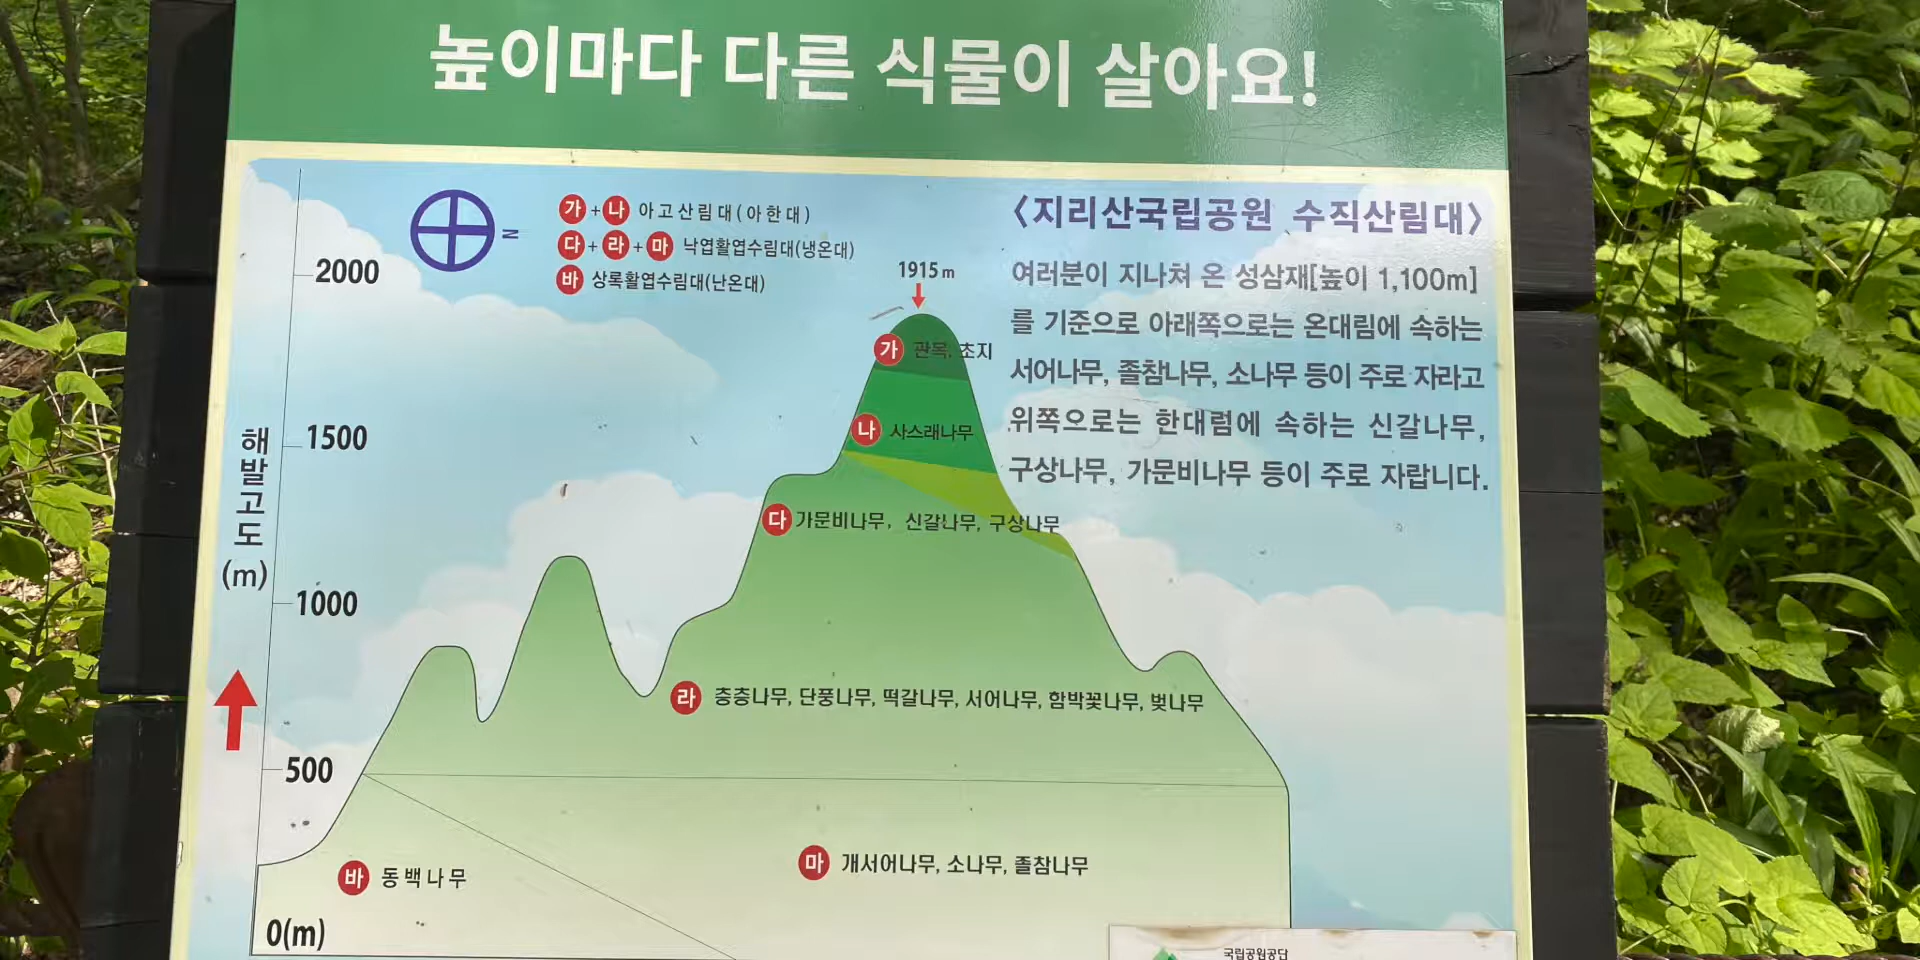 높이마다 다른 식물이 살아요!
N
가+나 아고산림대(아한대)
다+라+마 낙엽활엽수림대(냉온대)
바 상록활엽수림대(난온대)
<지리산국립공원 수직산림대>
여러분이 지나쳐 온 성삼재[높이 1,100m]
를 기준으로 아래쪽으로는 온대림에 속하는
서어나무, 졸참나무, 소나무 등이 주로 자라고
위쪽으로는 한대럼에 속하는 신갈나무,
구상나무, 가문비나무 등이 주로 자랍니다.
2000
1500
1000
500
0(m)
해발고도
(m)
1915m
가 관목, 초지
나 사스래나무
다 가문비나무, 신갈나무, 구상나무
라 층층나무, 단풍나무, 떡갈나무, 서어나무, 함박꽃나무, 벚나무
마 개서어나무, 소나무, 졸참나무
바 동백나무
국립공원공단